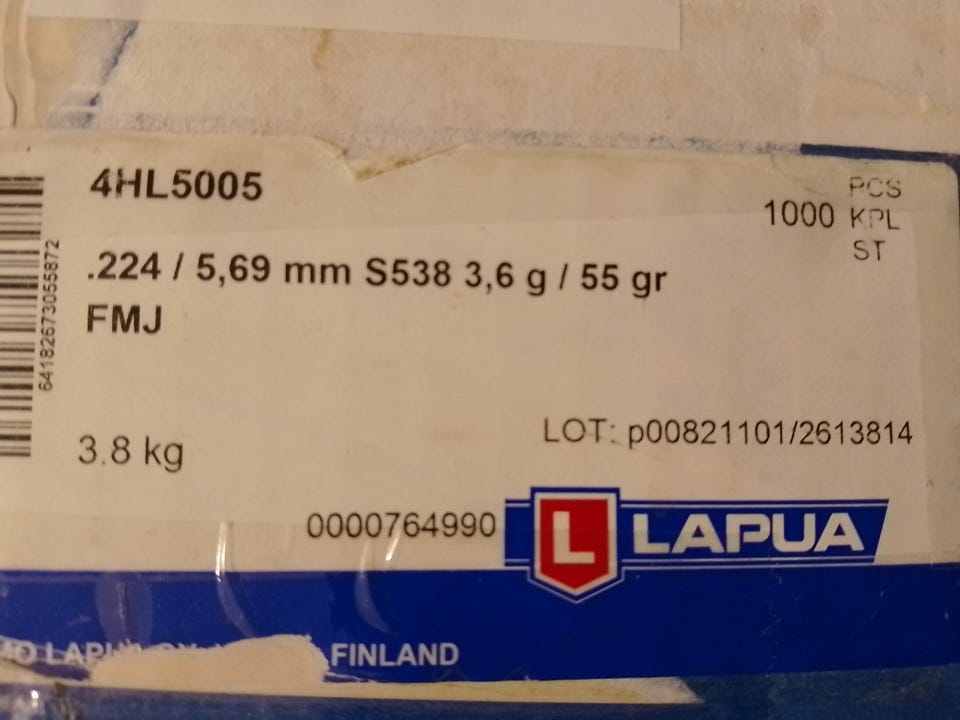 4HL5005
1000 PCS
KPL
ST
.224 / 5,69 mm S538 3,6 g / 55 gr
FMJ
64182673055872
3.8 kg
LOT: p00821101/2613814
0000764990
L LAPUA
FINLAND